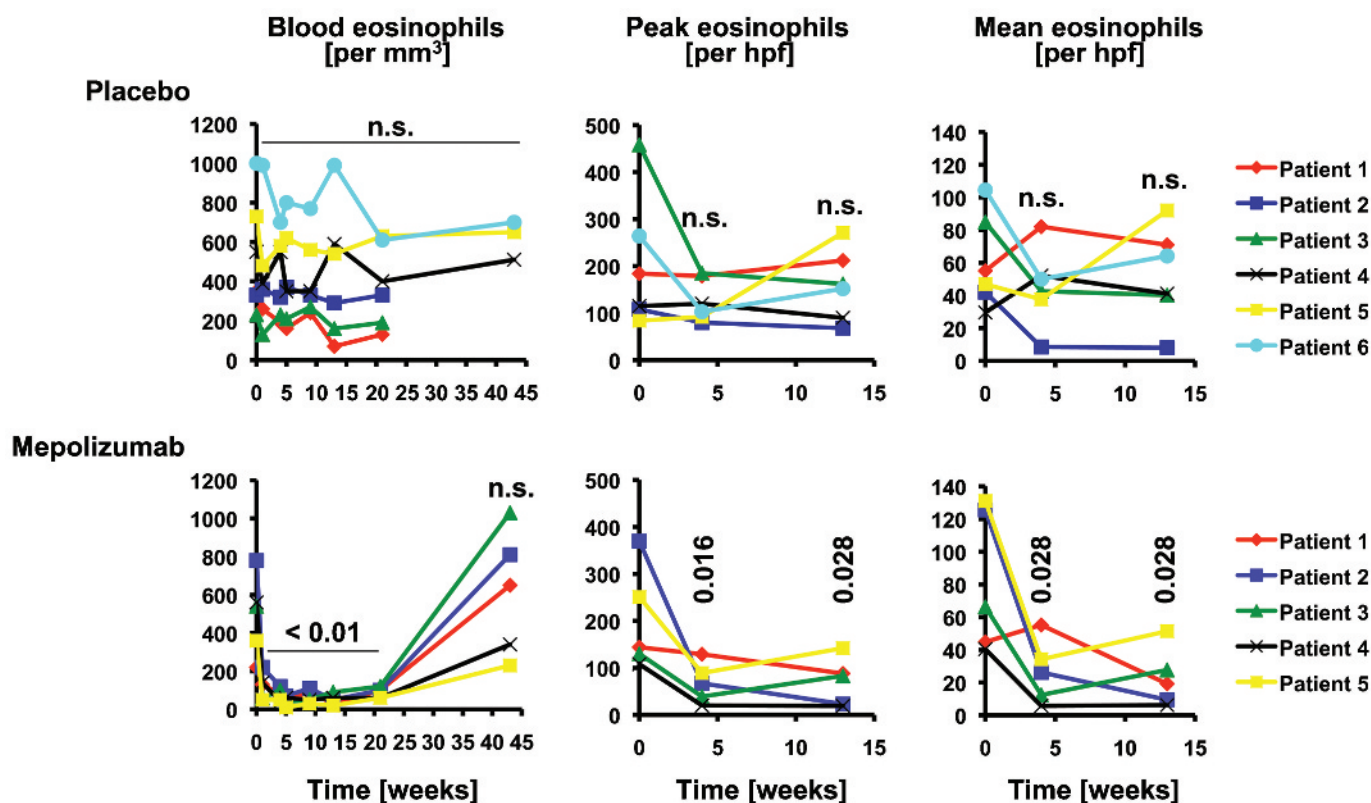 Blood eosinophils
[per mm³]
Peak eosinophils
[per hpf]
Mean eosinophils
[per hpf]
Placebo
1200
1000
800
600
400
200
0
n.s.
0 5 10 15 20 25 30 35 40 45
500
400
300
200
100
0
n.s.
n.s.
0 5 10 15
140
120
100
80
60
40
20
0
n.s.
n.s.
0 5 10 15
Patient 1
Patient 2
Patient 3
Patient 4
Patient 5
Patient 6
Mepolizumab
1200
1000
800
600
400
200
0
< 0.01
n.s.
0 5 10 15 20 25 30 35 40 45
Time [weeks]
500
400
300
200
100
0
0.016
0.028
0 5 10 15
Time [weeks]
140
120
100
80
60
40
20
0
0.028
0.028
0 5 10 15
Time [weeks]
Patient 1
Patient 2
Patient 3
Patient 4
Patient 5